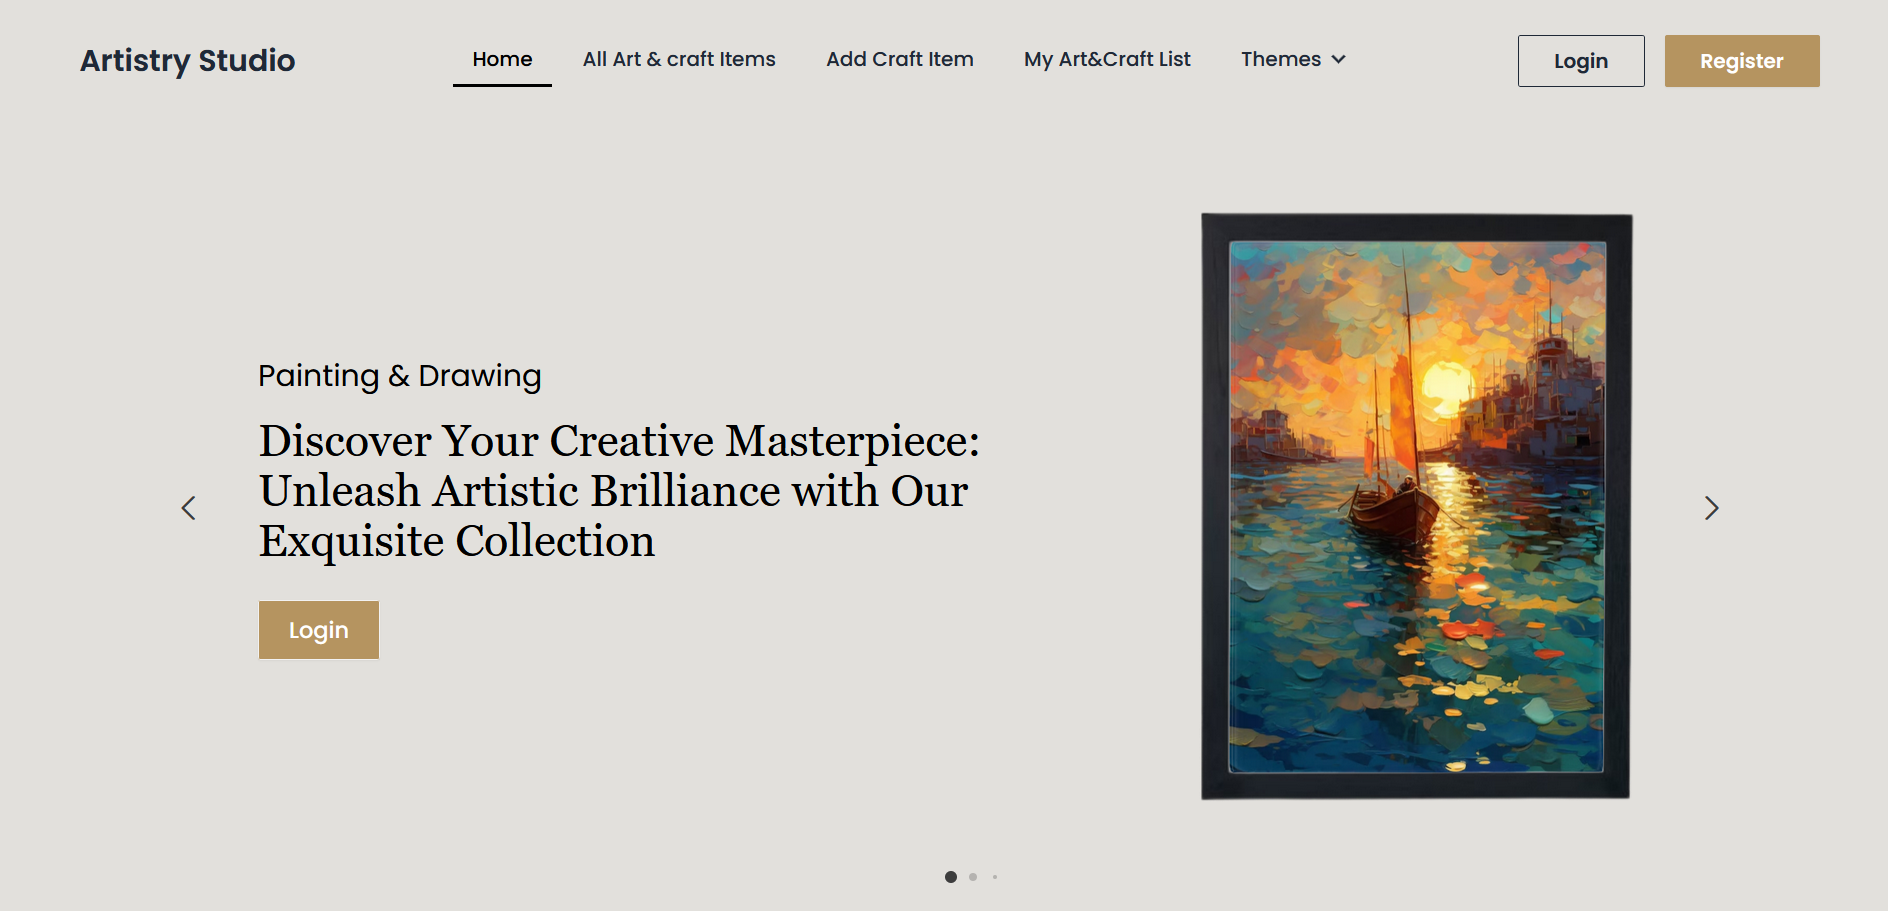 Artistry Studio
Home
All Art & craft Items
Add Craft Item
My Art&Craft List
Themes
Login
Register
Painting & Drawing
Discover Your Creative Masterpiece:
Unleash Artistic Brilliance with Our
Exquisite Collection
Login